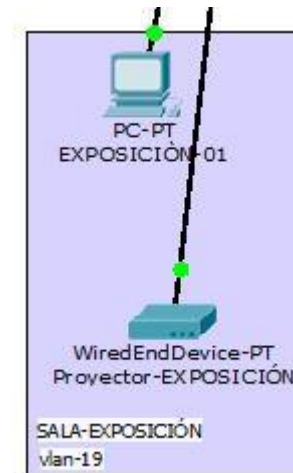 PC-PT
EXPOSICIÒN-01
WiredEndDevice-PT
Proyector-EXPOSICIÓN
SALA-EXPOSICIÓN
vlan-19